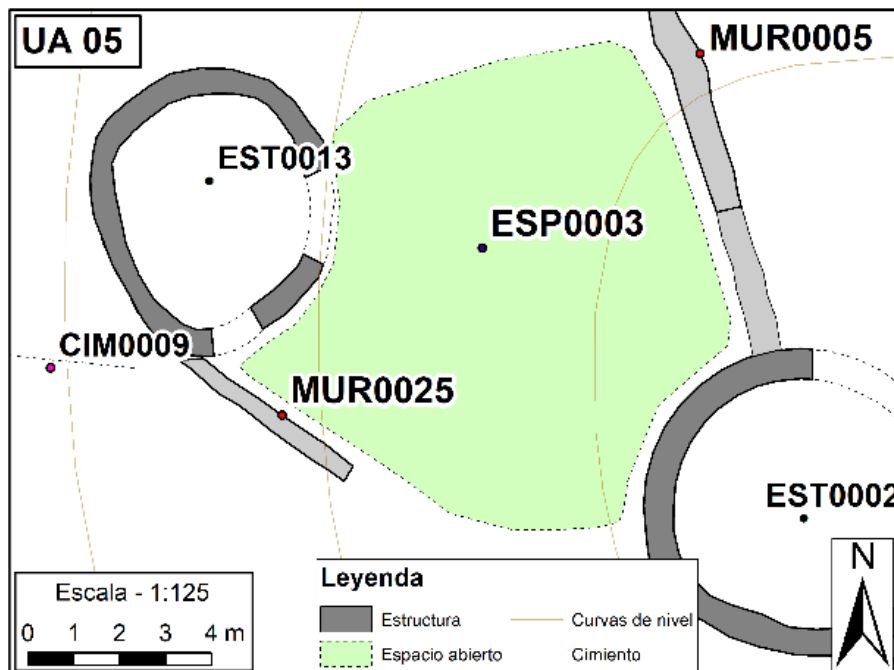 UA 05
MUR0005
EST0013
ESP0003
CIM0009
MUR0025
EST0002
N
Escala - 1:125
0 1 2 3 4 m
Leyenda
Estructura
Curvas de nivel
Espacio abierto
Cimiento